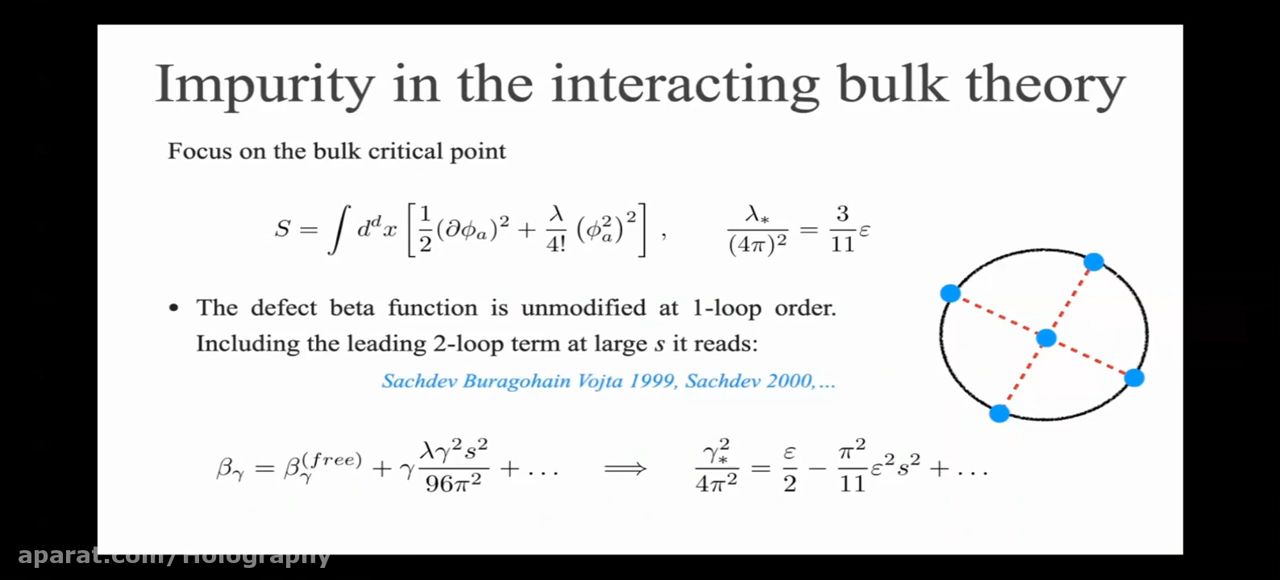 Impurity in the interacting bulk theory
Focus on the bulk critical point
S = ∫ d^d x [ 1/2 (∂ϕ_a)^2 + λ/4! (ϕ_a^2)^2 ] , λ_*/(4π)^2 = 3/11 ε
• The defect beta function is unmodified at 1-loop order.
Including the leading 2-loop term at large s it reads:
Sachdev Buragohain Vojta 1999, Sachdev 2000,...
β_γ = β_γ^(free) + γ λγ^2s^2/96π^2 + ... ⟹ γ_*^2/4π^2 = ε/2 − π^2/11 ε^2s^2 + ...
aparat.com/Holography